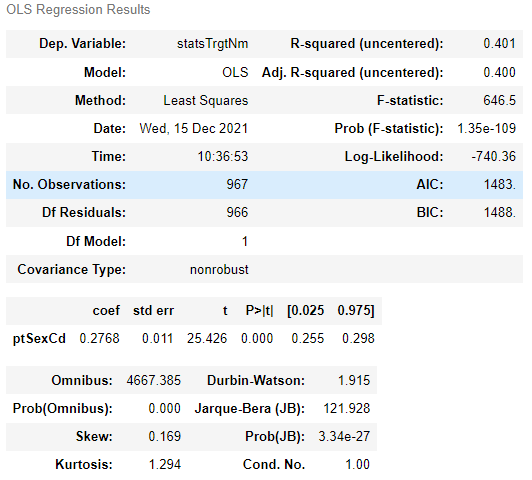 OLS Regression Results
Dep. Variable: statsTrgtNm R-squared (uncentered): 0.401
Model: OLS Adj. R-squared (uncentered): 0.400
Method: Least Squares F-statistic: 646.5
Date: Wed, 15 Dec 2021 Prob (F-statistic): 1.35e-109
Time: 10:36:53 Log-Likelihood: -740.36
No. Observations: 967 AIC: 1483.
Df Residuals: 966 BIC: 1488.
Df Model: 1
Covariance Type: nonrobust
coef std err t P>|t| [0.025 0.975]
ptSexCd 0.2768 0.011 25.426 0.000 0.255 0.298
Omnibus: 4667.385 Durbin-Watson: 1.915
Prob(Omnibus): 0.000 Jarque-Bera (JB): 121.928
Skew: 0.169 Prob(JB): 3.34e-27
Kurtosis: 1.294 Cond. No. 1.00